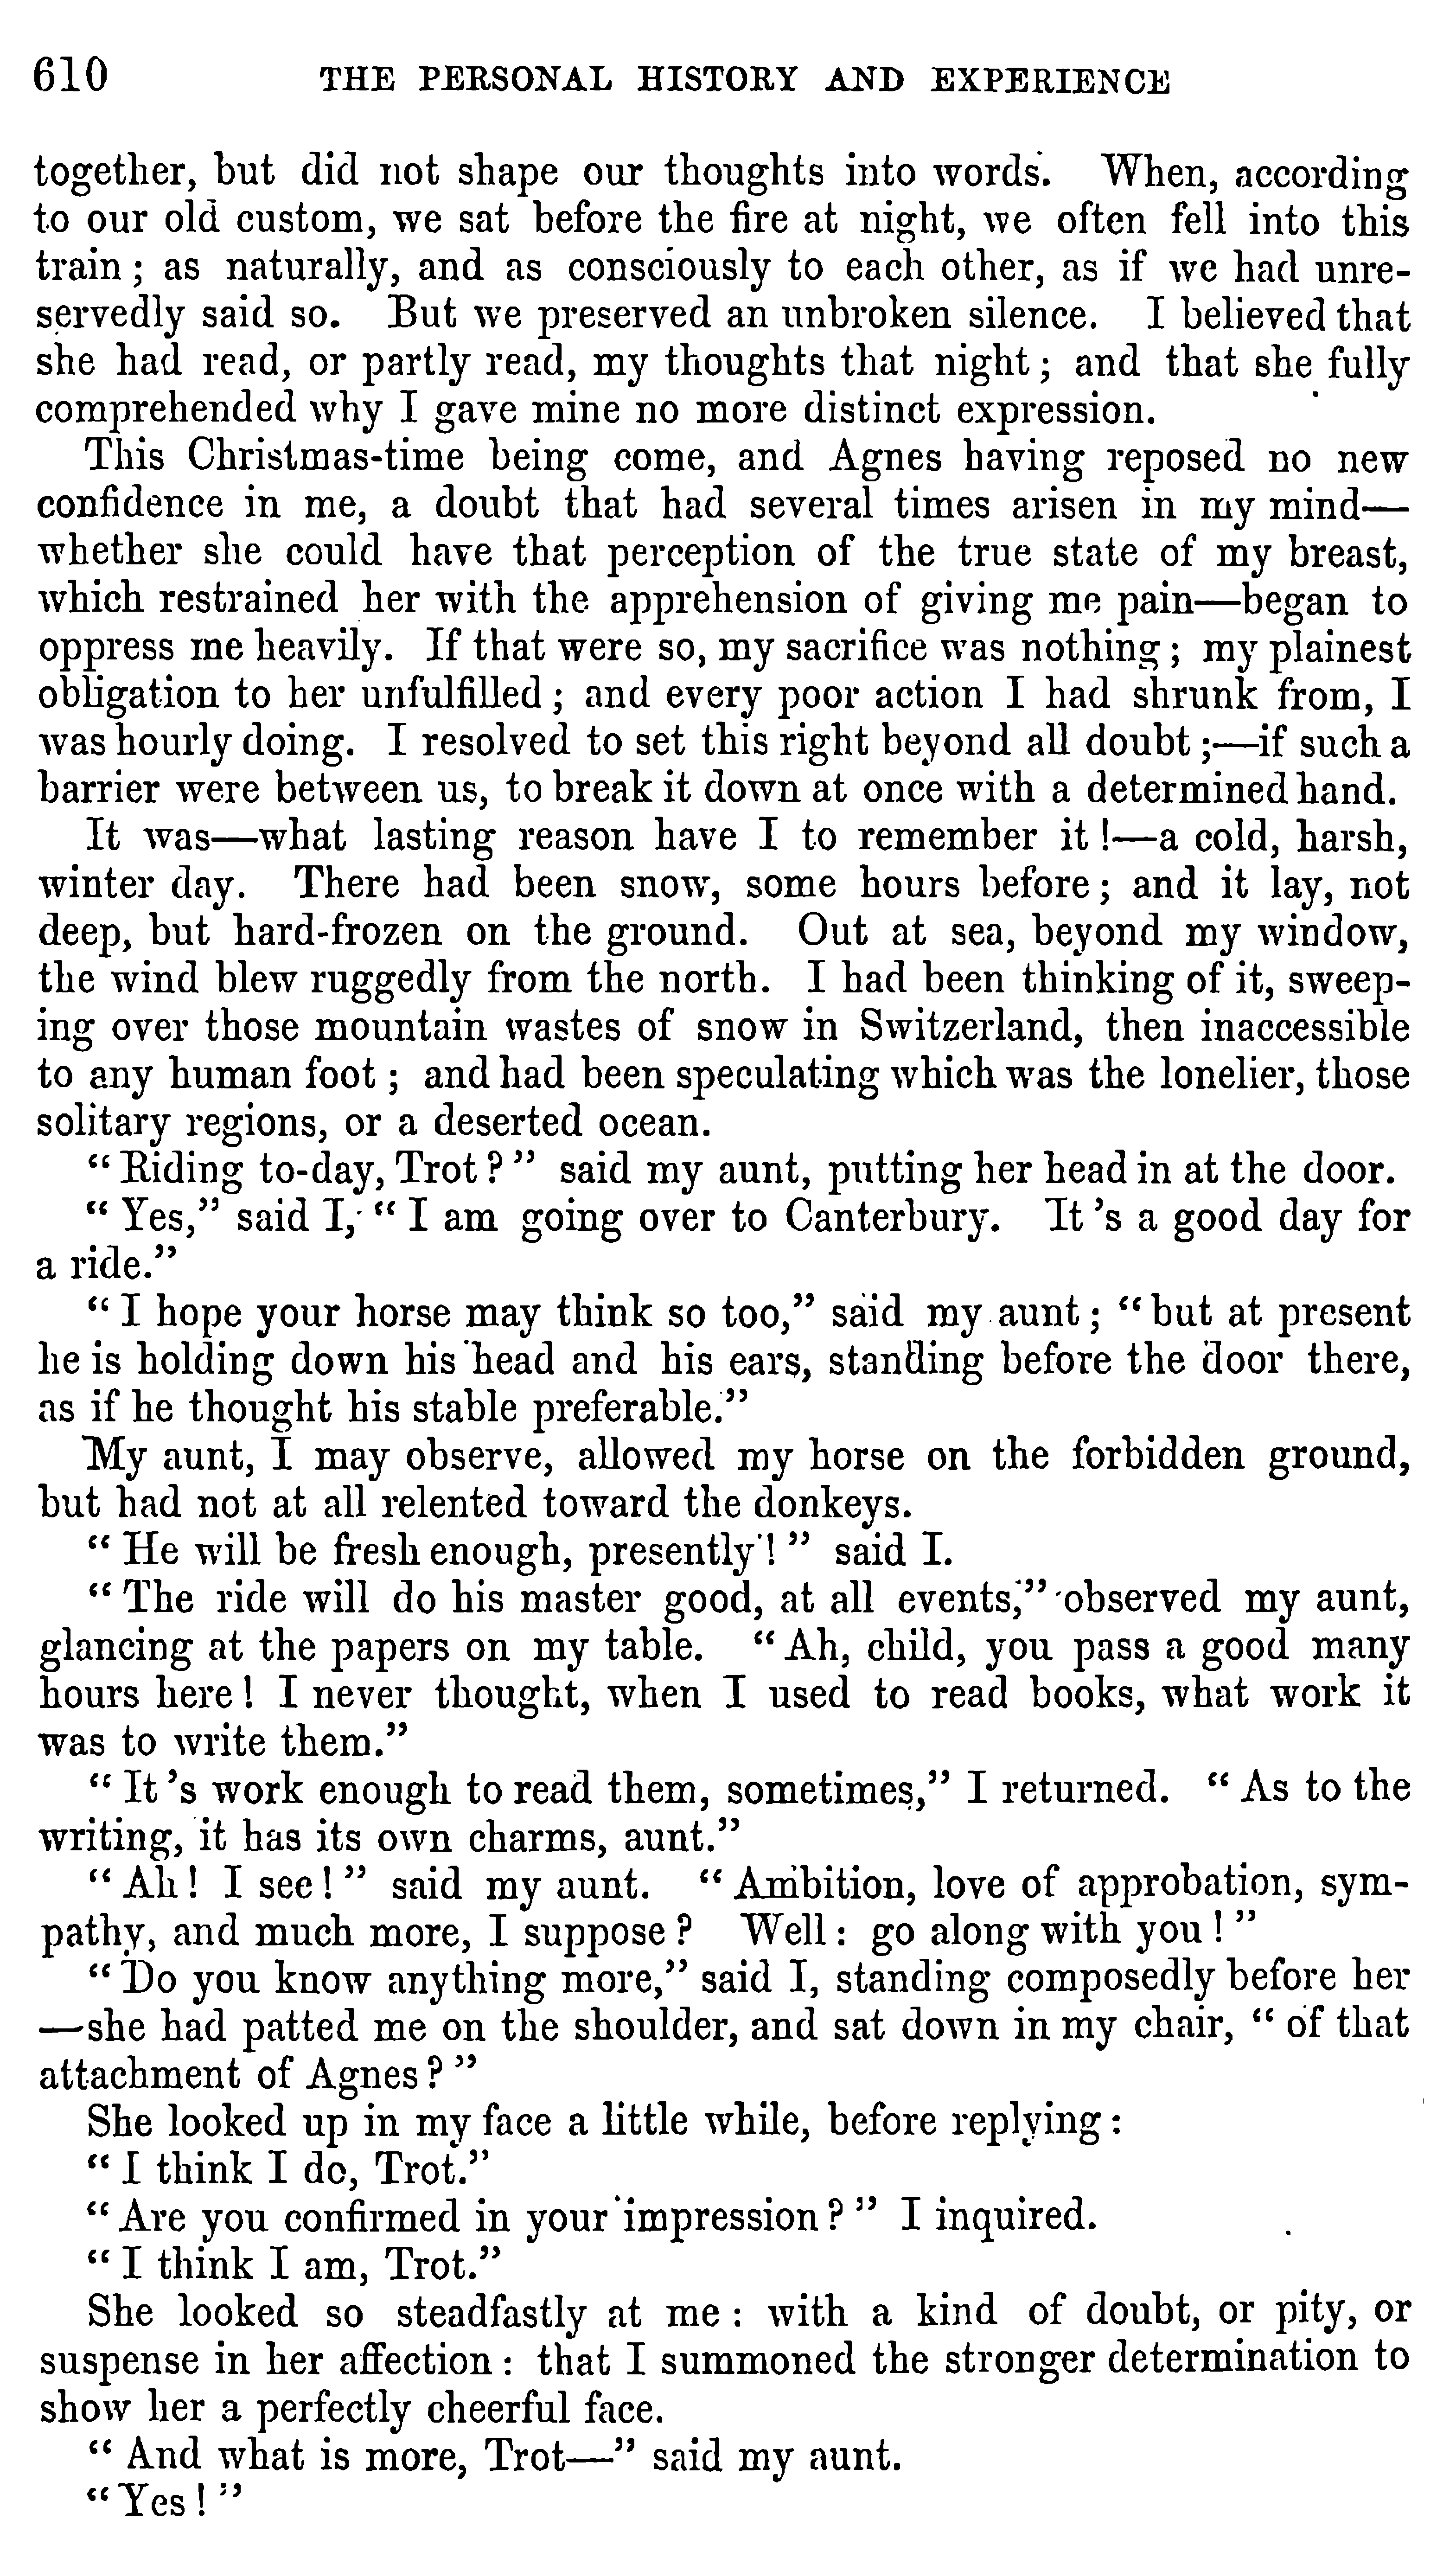 610 THE PERSONAL HISTORY AND EXPERIENCE
together, but did not shape our thoughts into words. When, according
to our old custom, we sat before the fire at night, we often fell into this
train; as naturally, and as consciously to each other, as if we had unre-
servedly said so. But we preserved an unbroken silence. I believed that
she had read, or partly read, my thoughts that night; and that she fully
comprehended why I gave mine no more distinct expression.
This Christmas-time being come, and Agnes having reposed no new
confidence in me, a doubt that had several times arisen in my mind—
whether she could have that perception of the true state of my breast,
which restrained her with the apprehension of giving me pain—began to
oppress me heavily. If that were so, my sacrifice was nothing; my plainest
obligation to her unfulfilled; and every poor action I had shrunk from, I
was hourly doing. I resolved to set this right beyond all doubt;—if such a
barrier were between us, to break it down at once with a determined hand.
It was—what lasting reason have I to remember it!—a cold, harsh,
winter day. There had been snow, some hours before; and it lay, not
deep, but hard-frozen on the ground. Out at sea, beyond my window,
the wind blew ruggedly from the north. I had been thinking of it, sweep-
ing over those mountain wastes of snow in Switzerland, then inaccessible
to any human foot; and had been speculating which was the lonelier, those
solitary regions, or a deserted ocean.
"Riding to-day, Trot?" said my aunt, putting her head in at the door.
"Yes," said I, "I am going over to Canterbury. It's a good day for
a ride."
"I hope your horse may think so too," said my aunt; "but at present
he is holding down his head and his ears, standing before the door there,
as if he thought his stable preferable."
My aunt, I may observe, allowed my horse on the forbidden ground,
but had not at all relented toward the donkeys.
"He will be fresh enough, presently!" said I.
"The ride will do his master good, at all events," observed my aunt,
glancing at the papers on my table. "Ah, child, you pass a good many
hours here! I never thought, when I used to read books, what work it
was to write them."
"It's work enough to read them, sometimes," I returned. "As to the
writing, it has its own charms, aunt."
"Ah! I see!" said my aunt. "Ambition, love of approbation, sym-
pathy, and much more, I suppose? Well: go along with you!"
"Do you know anything more," said I, standing composedly before her
—she had patted me on the shoulder, and sat down in my chair, "of that
attachment of Agnes?"
She looked up in my face a little while, before replying:
"I think I do, Trot."
"Are you confirmed in your impression?" I inquired.
"I think I am, Trot."
She looked so steadfastly at me: with a kind of doubt, or pity, or
suspense in her affection: that I summoned the stronger determination to
show her a perfectly cheerful face.
"And what is more, Trot—" said my aunt.
"Yes!"